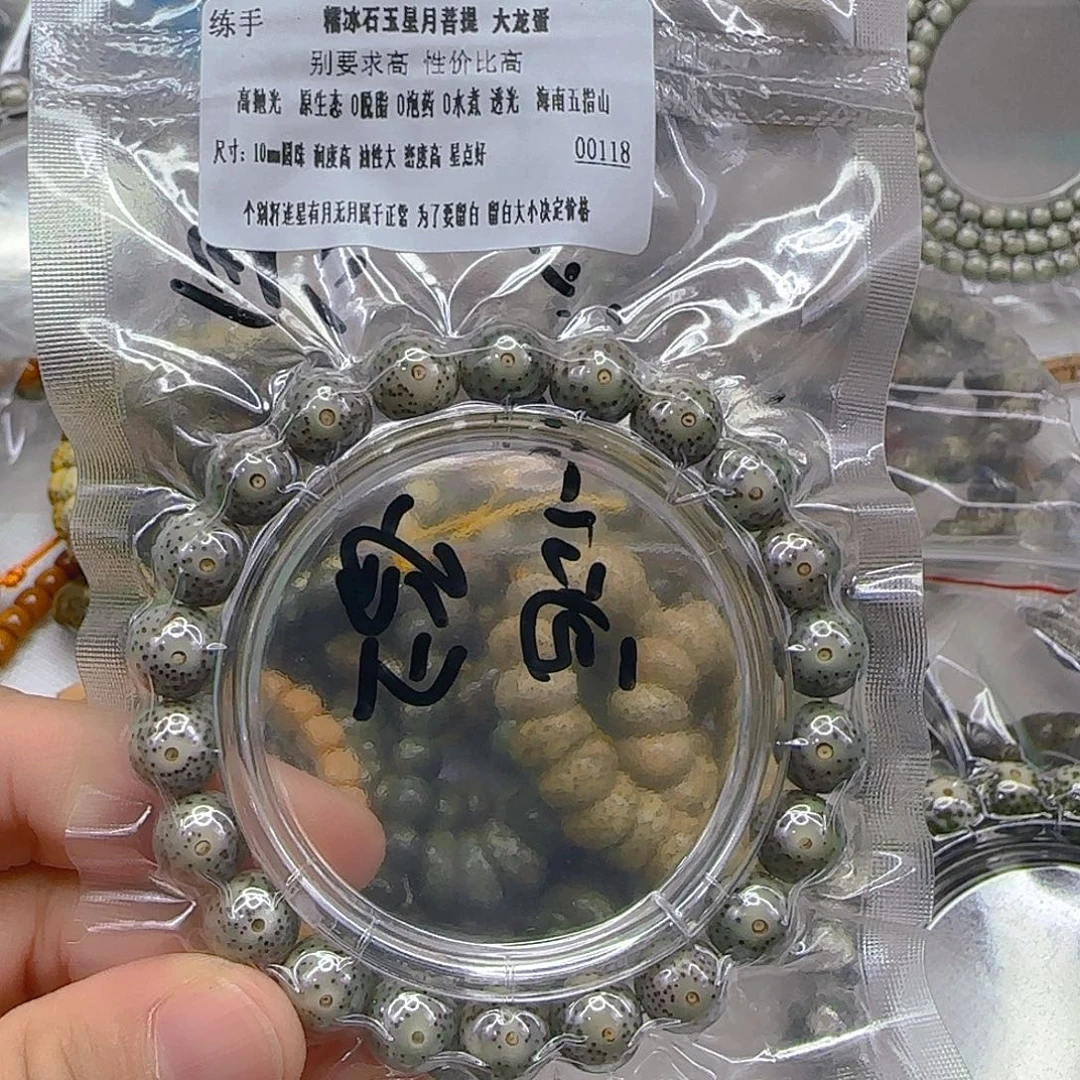 练手 糯冰石玉星月菩提 大龙蛋
别要求高 性价比高
高抛光 原生态 0脱脂 0泡药 0水煮 透光 海南五指山
尺寸：10mm圆珠 润度高 油性大 密度高 星点好 00118
个别籽连星有月无月属于正常 为了要留白 留白大小决定价格